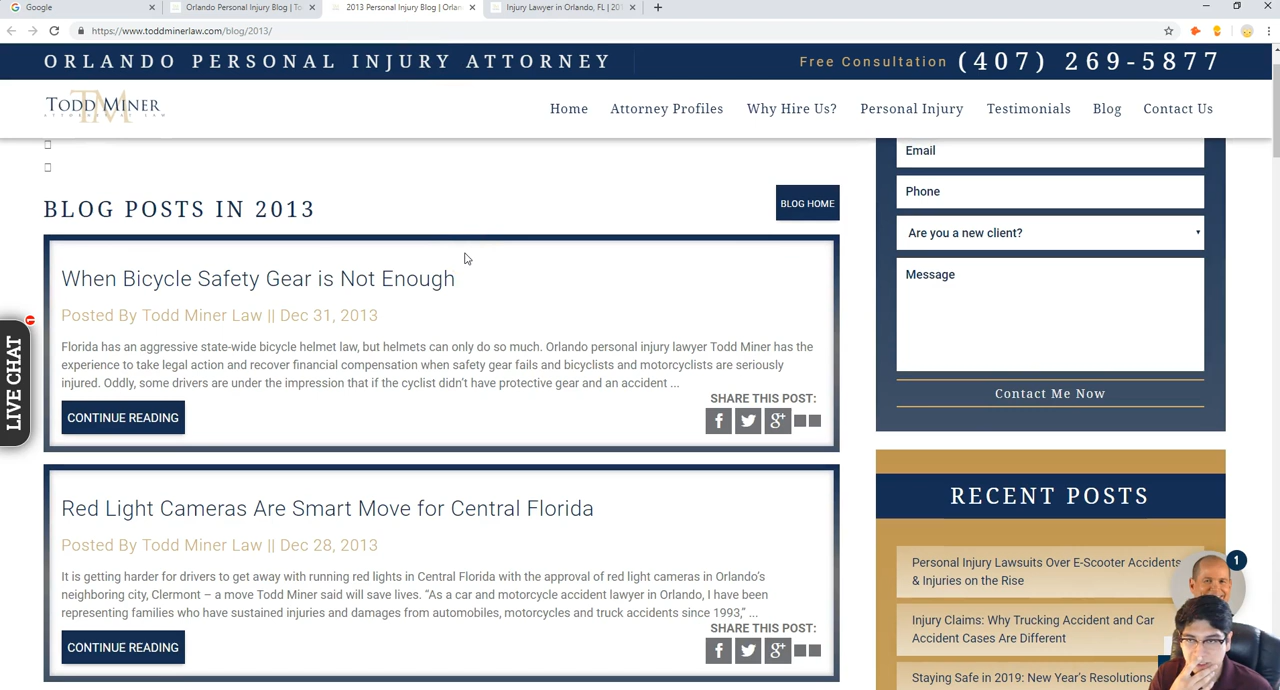 Google
Orlando Personal Injury Blog | To
2013 Personal Injury Blog | Orlan
Injury Lawyer in Orlando, FL | 201
https://www.toddminerlaw.com/blog/2013/
ORLANDO PERSONAL INJURY ATTORNEY
Free Consultation (407) 269-5877
TODD MINER
Home
Attorney Profiles
Why Hire Us?
Personal Injury
Testimonials
Blog
Contact Us
BLOG POSTS IN 2013
BLOG HOME
When Bicycle Safety Gear is Not Enough
Posted By Todd Miner Law || Dec 31, 2013
Florida has an aggressive state-wide bicycle helmet law, but helmets can only do so much. Orlando personal injury lawyer Todd Miner has the
experience to take legal action and recover financial compensation when safety gear fails and bicyclists and motorcyclists are seriously
injured. Oddly, some drivers are under the impression that if the cyclist didn't have protective gear and an accident ...
SHARE THIS POST:
CONTINUE READING
Red Light Cameras Are Smart Move for Central Florida
Posted By Todd Miner Law || Dec 28, 2013
It is getting harder for drivers to get away with running red lights in Central Florida with the approval of red light cameras in Orlando's
neighboring city, Clermont – a move Todd Miner said will save lives. “As a car and motorcycle accident lawyer in Orlando, I have been
representing families who have sustained injuries and damages from automobiles, motorcycles and truck accidents since 1993,” ...
SHARE THIS POST:
CONTINUE READING
LIVE CHAT
Email
Phone
Are you a new client?
Message
Contact Me Now
RECENT POSTS
Personal Injury Lawsuits Over E-Scooter Accidents
& Injuries on the Rise
Injury Claims: Why Trucking Accident and Car
Accident Cases Are Different
Staying Safe in 2019: New Year's Resolutions
1